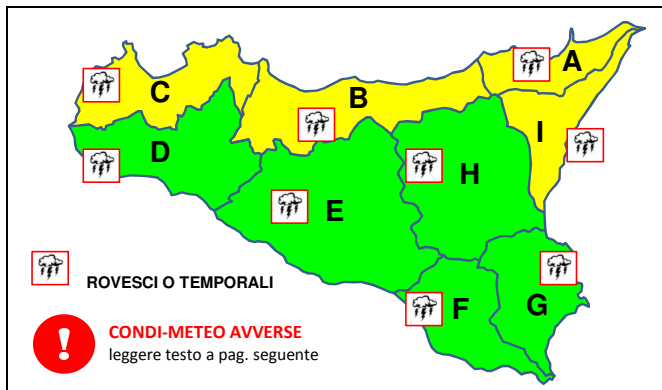 A
B
C
I
D
H
E
G
F
ROVESCI O TEMPORALI
!
CONDI-METEO AVVERSE
leggere testo a pag. seguente